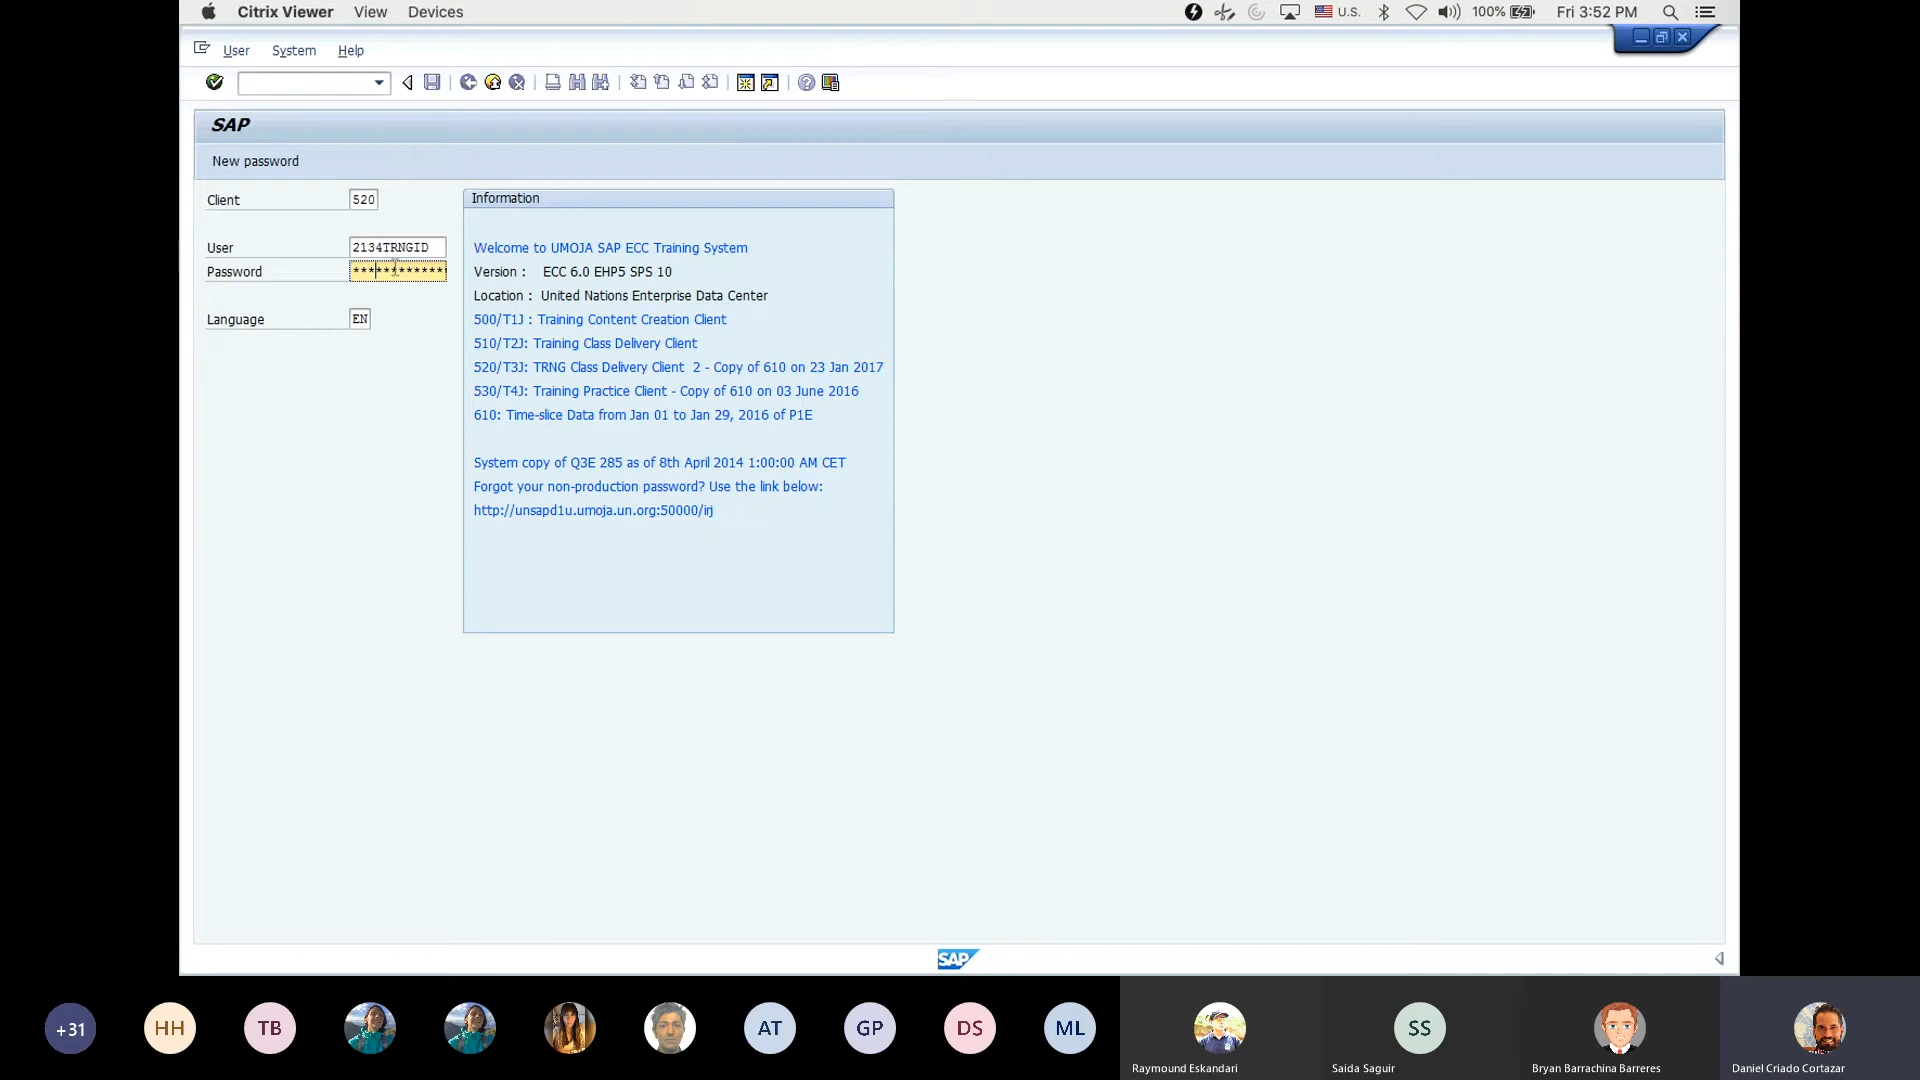 Citrix Viewer View Devices U.S. 100% Fri 3:52 PM
User System Help
SAP
New password
Client 520
Information
User 2134TRNGID
Welcome to UMOJA SAP ECC Training System
Password ************
Version : ECC 6.0 EHP5 SPS 10
Location : United Nations Enterprise Data Center
Language EN
500/T1J : Training Content Creation Client
510/T2J: Training Class Delivery Client
520/T3J: TRNG Class Delivery Client 2 - Copy of 610 on 23 Jan 2017
530/T4J: Training Practice Client - Copy of 610 on 03 June 2016
610: Time-slice Data from Jan 01 to Jan 29, 2016 of P1E
System copy of Q3E 285 as of 8th April 2014 1:00:00 AM CET
Forgot your non-production password? Use the link below:
http://unsapd1u.umoja.un.org:50000/irj
SAP
+31 HH TB AT GP DS ML SS
Raymound Eskandari Saida Saguir Bryan Barrachina Barreres Daniel Criado Cortazar